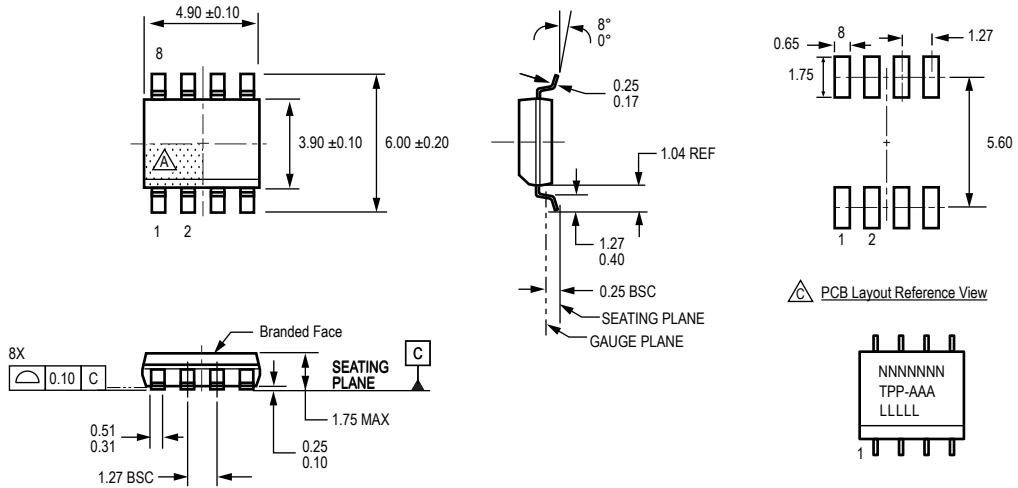 4.90 ±0.10
8
A
3.90 ±0.10
6.00 ±0.20
1 2
8°
0°
0.25
0.17
1.04 REF
1.27
0.40
0.25 BSC
SEATING PLANE
GAUGE PLANE
0.65
8
1.27
1.75
5.60
1 2
C PCB Layout Reference View
Branded Face
8X
0.10 C
SEATING
PLANE
C
1.75 MAX
0.51
0.31
0.25
0.10
1.27 BSC
NNNNNNN
TPP-AAA
LLLLL
1